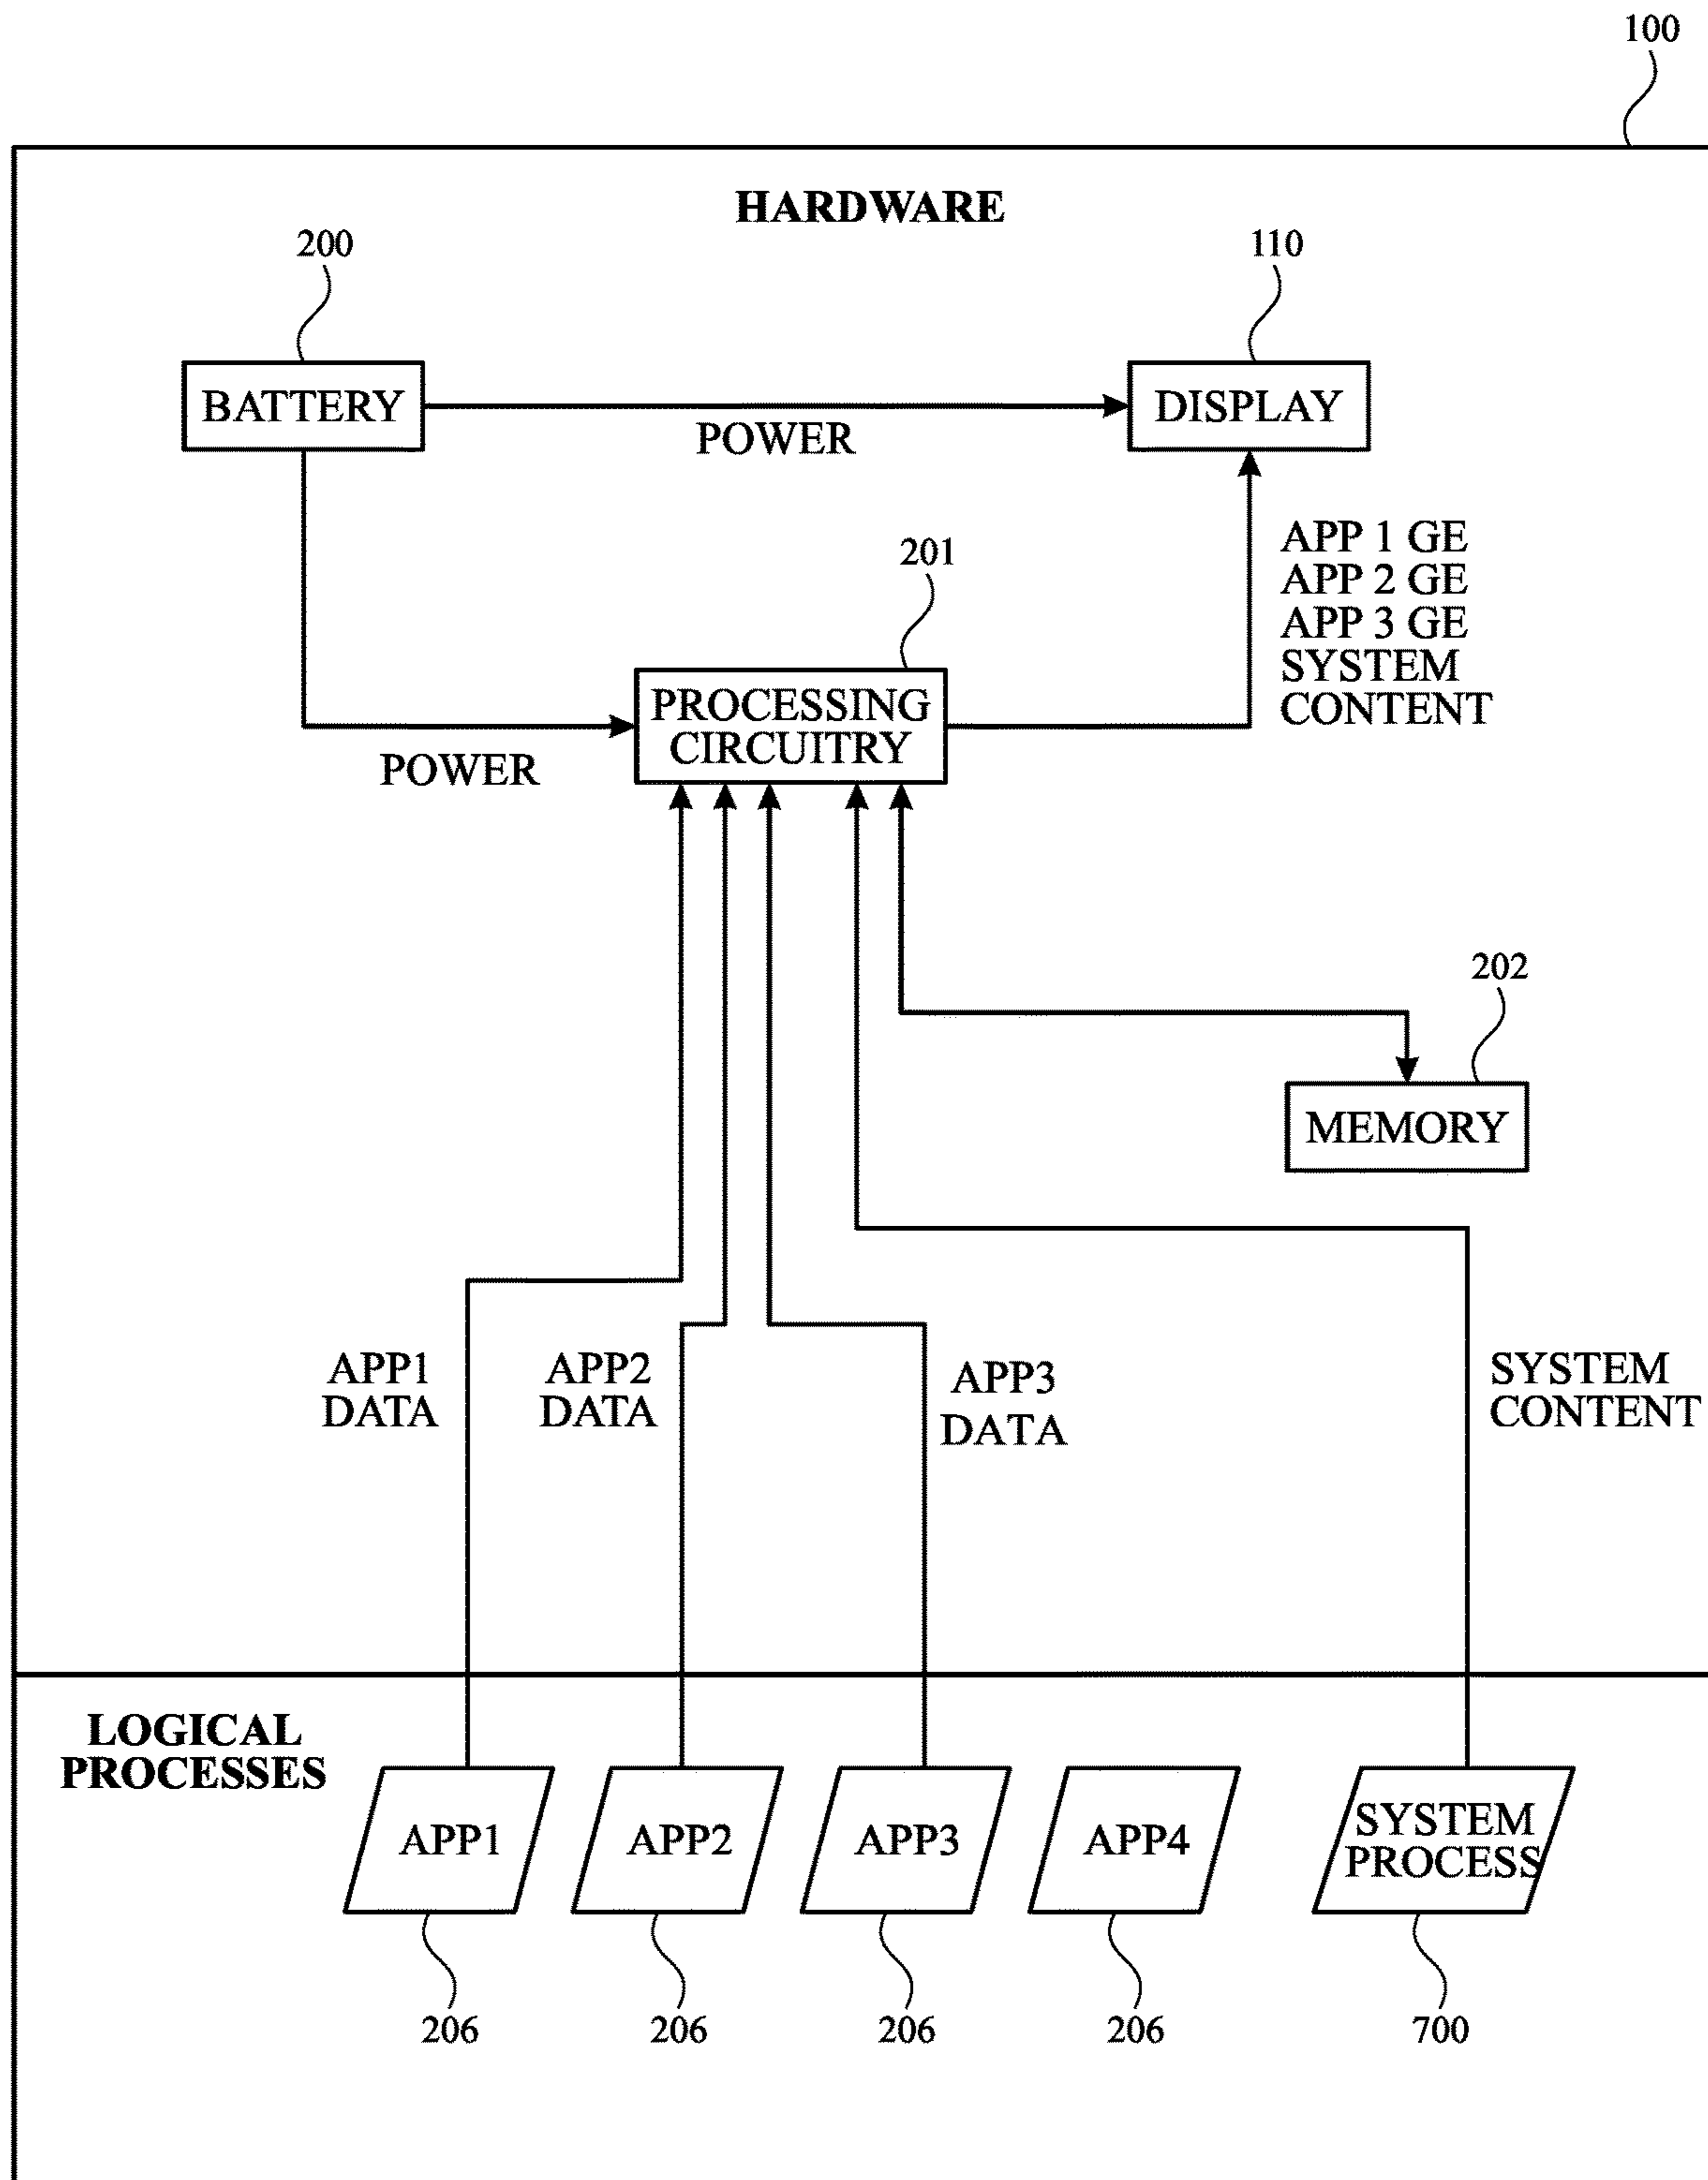 100
HARDWARE
200
110
BATTERY
DISPLAY
POWER
APP 1 GE
APP 2 GE
APP 3 GE
SYSTEM
CONTENT
201
PROCESSING
CIRCUITRY
POWER
202
MEMORY
APP1
DATA
APP2
DATA
APP3
DATA
SYSTEM
CONTENT
LOGICAL
PROCESSES
APP1
APP2
APP3
APP4
SYSTEM
PROCESS
206
206
206
206
700